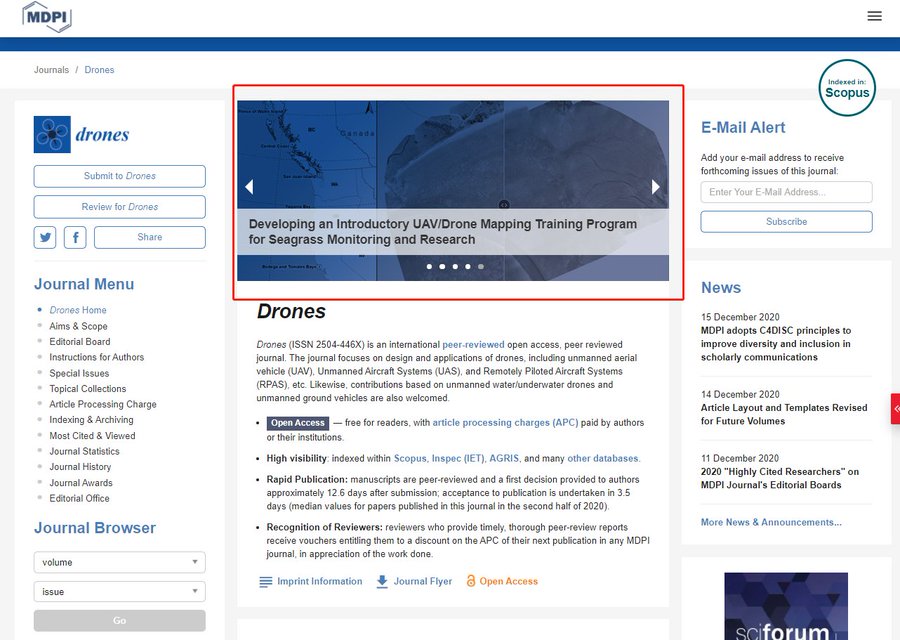 MDPI
Journals / Drones
Indexed in:
Scopus
drones
Submit to Drones
Review for Drones
Share
Journal Menu
Drones Home
Aims & Scope
Editorial Board
Instructions for Authors
Special Issues
Topical Collections
Article Processing Charge
Indexing & Archiving
Most Cited & Viewed
Journal Statistics
Journal History
Journal Awards
Editorial Office
Journal Browser
volume
issue
Go
BC
Canada
Developing an Introductory UAV/Drone Mapping Training Program
for Seagrass Monitoring and Research
Bodega and Tomales Bays
Drones
Drones (ISSN 2504-446X) is an international peer-reviewed open access, peer reviewed
journal. The journal focuses on design and applications of drones, including unmanned aerial
vehicle (UAV), Unmanned Aircraft Systems (UAS), and Remotely Piloted Aircraft Systems
(RPAS), etc. Likewise, contributions based on unmanned water/underwater drones and
unmanned ground vehicles are also welcomed.
Open Access — free for readers, with article processing charges (APC) paid by authors
or their institutions.
High visibility: indexed within Scopus, Inspec (IET), AGRIS, and many other databases.
Rapid Publication: manuscripts are peer-reviewed and a first decision provided to authors
approximately 12.6 days after submission; acceptance to publication is undertaken in 3.5
days (median values for papers published in this journal in the second half of 2020).
Recognition of Reviewers: reviewers who provide timely, thorough peer-review reports
receive vouchers entitling them to a discount on the APC of their next publication in any MDPI
journal, in appreciation of the work done.
Imprint Information
Journal Flyer
Open Access
E-Mail Alert
Add your e-mail address to receive
forthcoming issues of this journal:
Enter Your E-Mail Address...
Subscribe
News
15 December 2020
MDPI adopts C4DISC principles to
improve diversity and inclusion in
scholarly communications
14 December 2020
Article Layout and Templates Revised
for Future Volumes
11 December 2020
2020 "Highly Cited Researchers" on
MDPI Journal's Editorial Boards
More News & Announcements...
sciforum